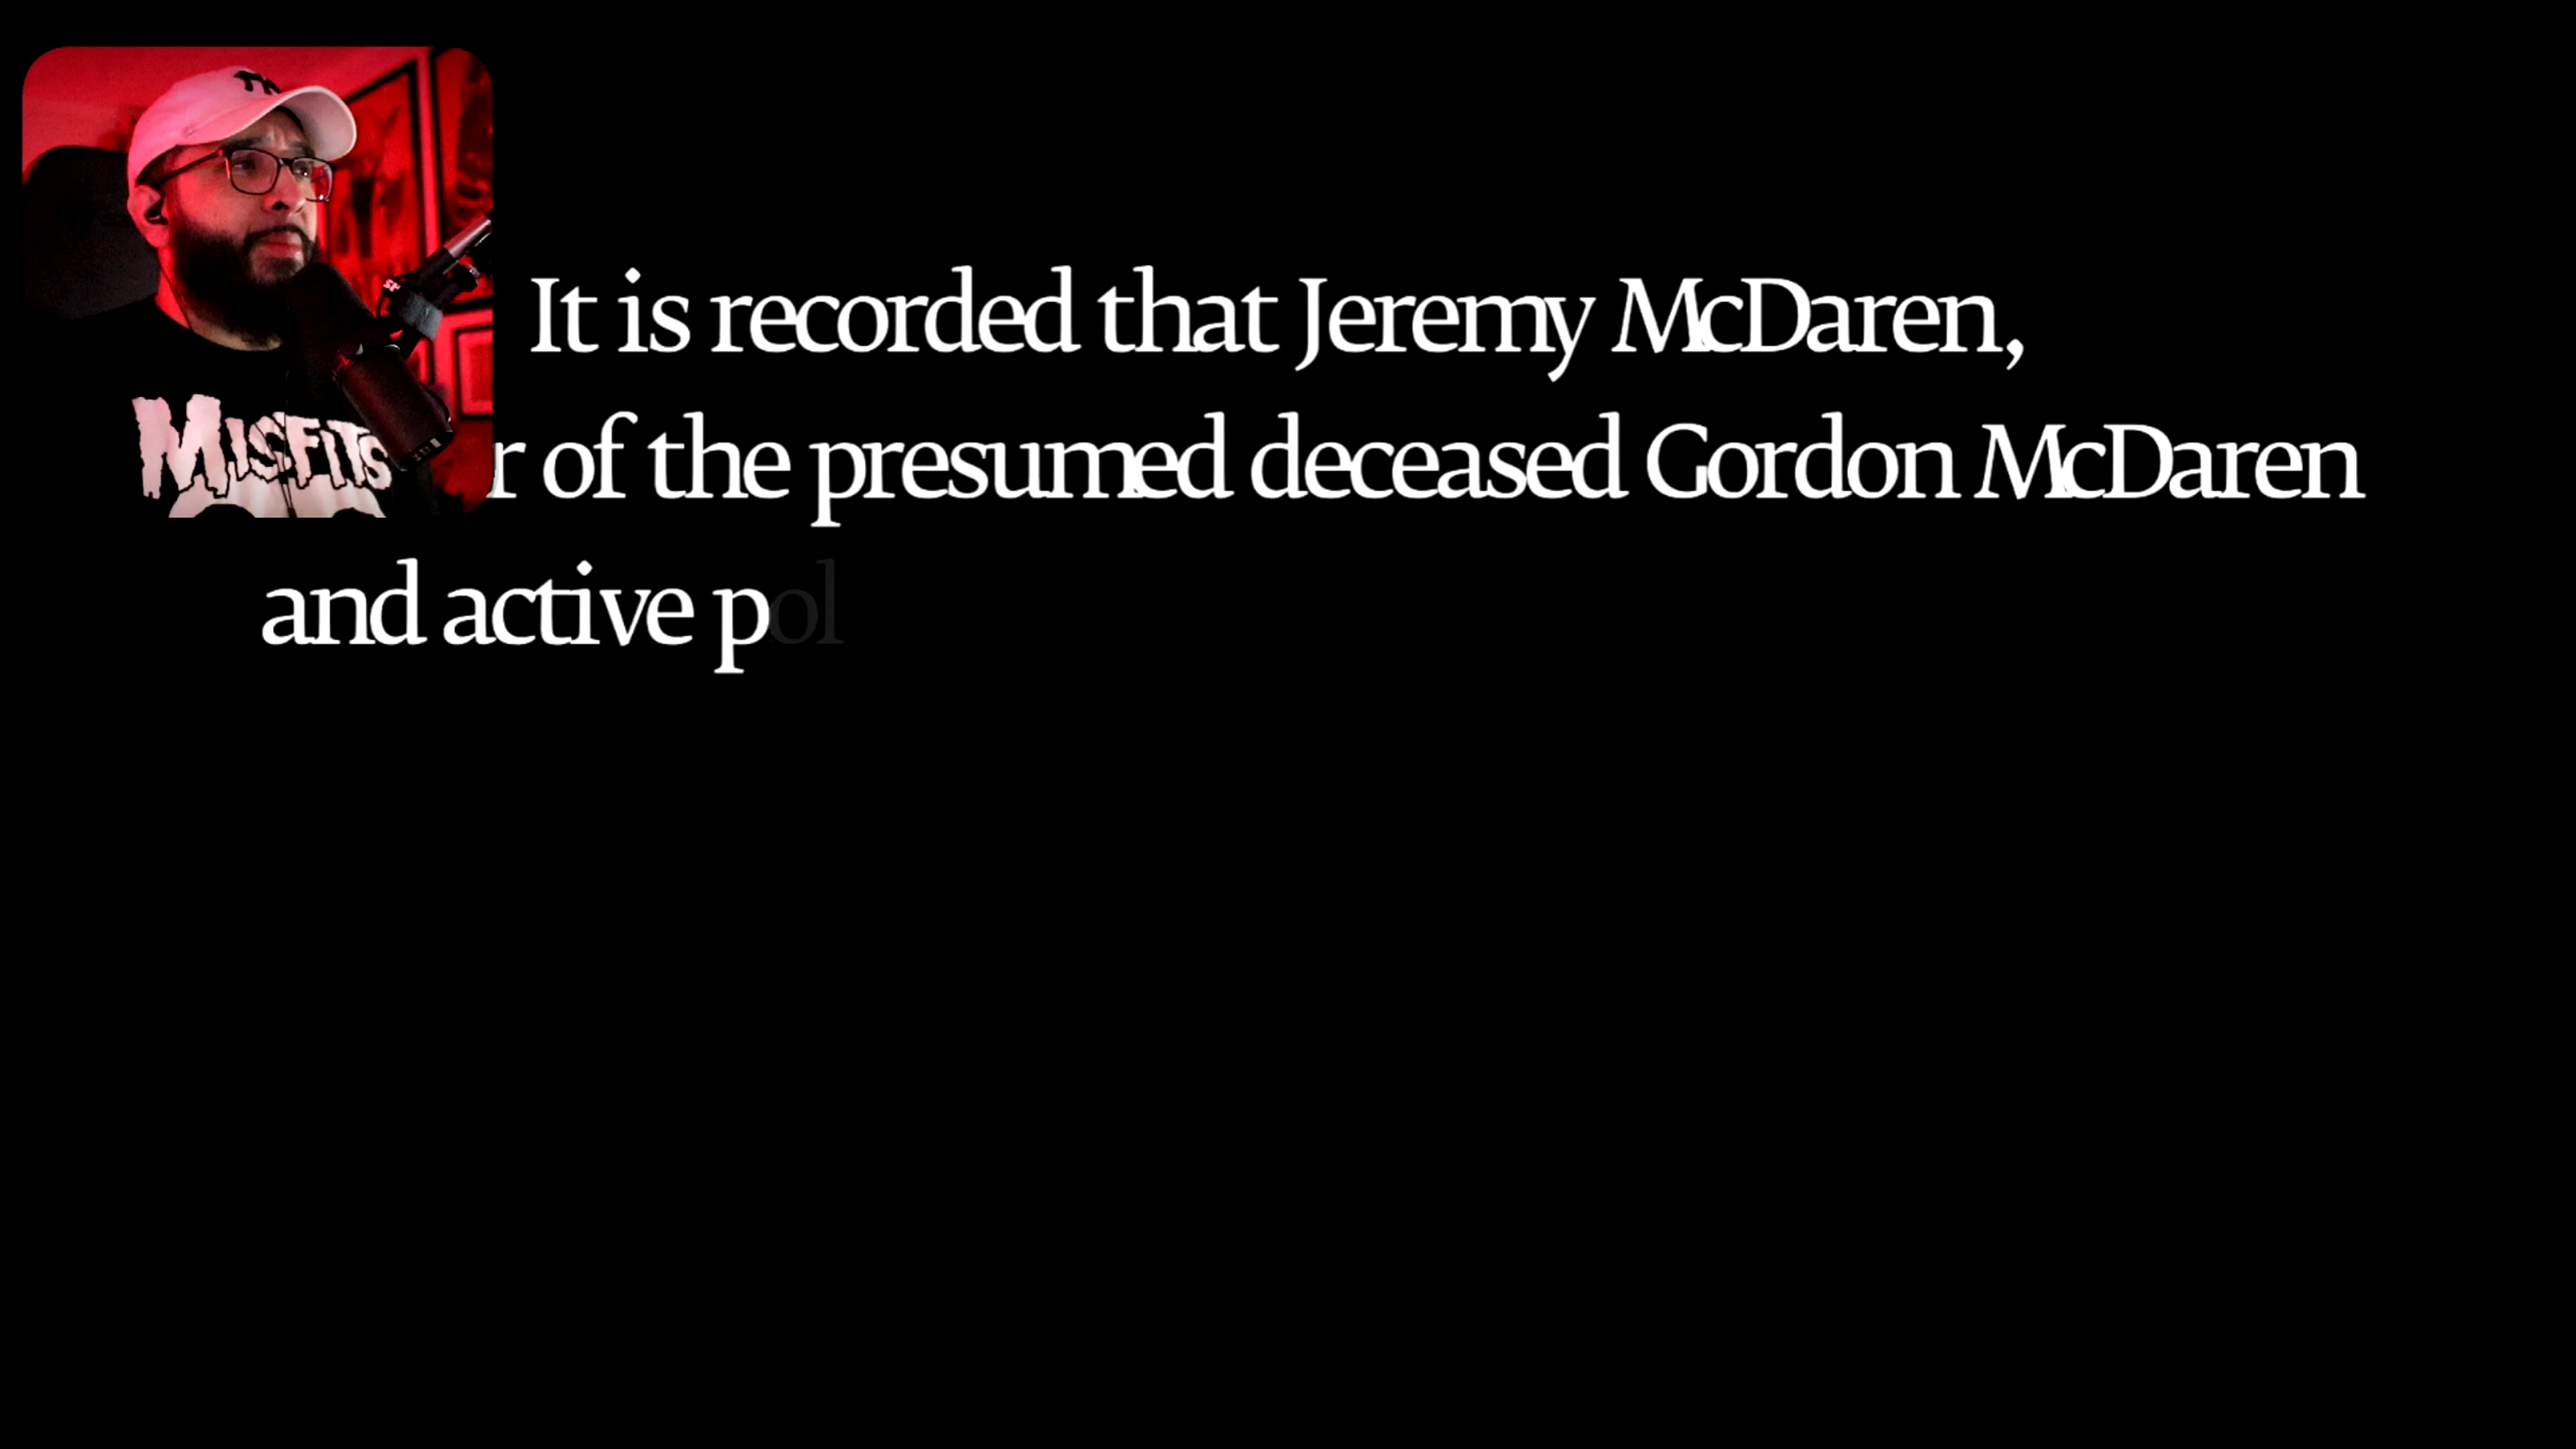 It is recorded that Jeremy McDaren,
of the presumed deceased Gordon McDaren
and active
MISFITS